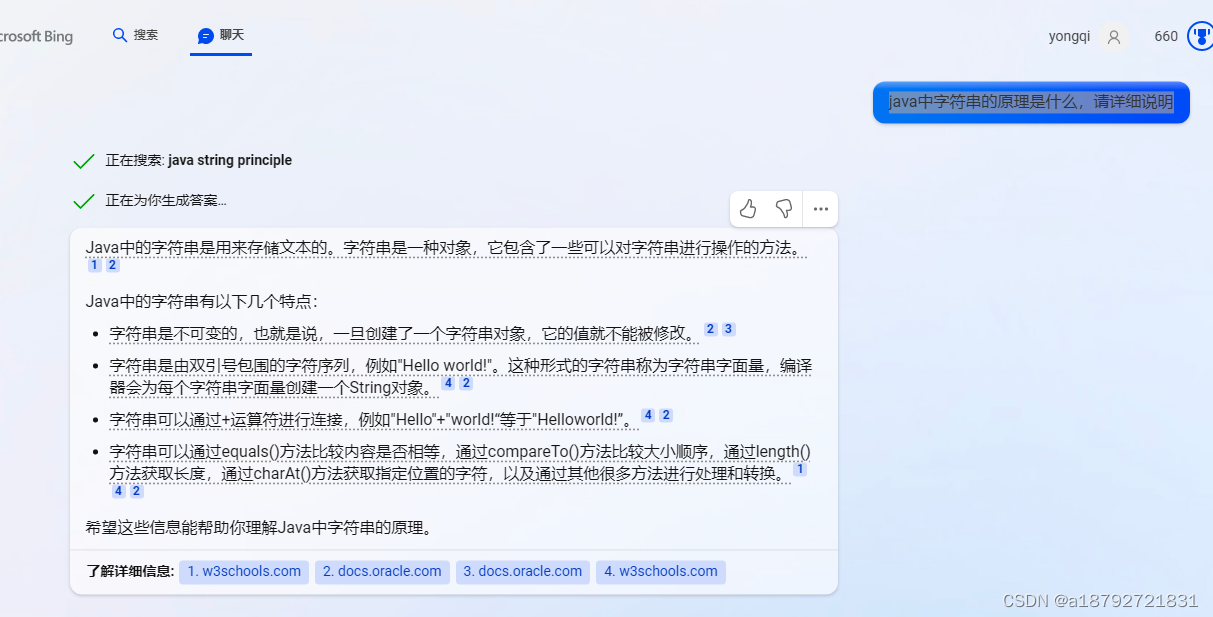 crosoft Bing
搜索
聊天
yongqi
660
java中字符串的原理是什么，请详细说明
正在搜索: java string principle
正在为你生成答案...
Java中的字符串是用来存储文本的。字符串是一种对象，它包含了一些可以对字符串进行操作的方法。
1 2
Java中的字符串有以下几个特点：
字符串是不可变的，也就是说，一旦创建了一个字符串对象，它的值就不能被修改。 2 3
字符串是由双引号包围的字符序列，例如"Hello world!"。这种形式的字符串称为字符串字面量，编译
器会为每个字符串字面量创建一个String对象。 4 2
字符串可以通过+运算符进行连接，例如"Hello"+"world!“等于"Helloworld!”。 4 2
字符串可以通过equals()方法比较内容是否相等，通过compareTo()方法比较大小顺序，通过length()
方法获取长度，通过charAt()方法获取指定位置的字符，以及通过其他很多方法进行处理和转换。 1
4 2
希望这些信息能帮助你理解Java中字符串的原理。
了解详细信息: 1. w3schools.com 2. docs.oracle.com 3. docs.oracle.com 4. w3schools.com
CSDN @a18792721831